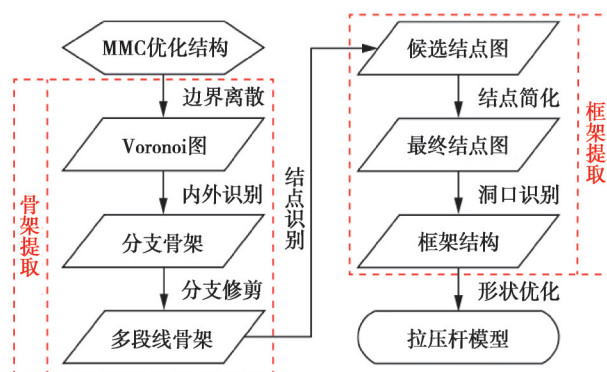 MMC优化结构
边界离散
Voronoi图
内外识别
分支骨架
分支修剪
多段线骨架
骨架提取
结点识别
候选结点图
结点简化
最终结点图
洞口识别
框架结构
形状优化
拉压杆模型
框架提取